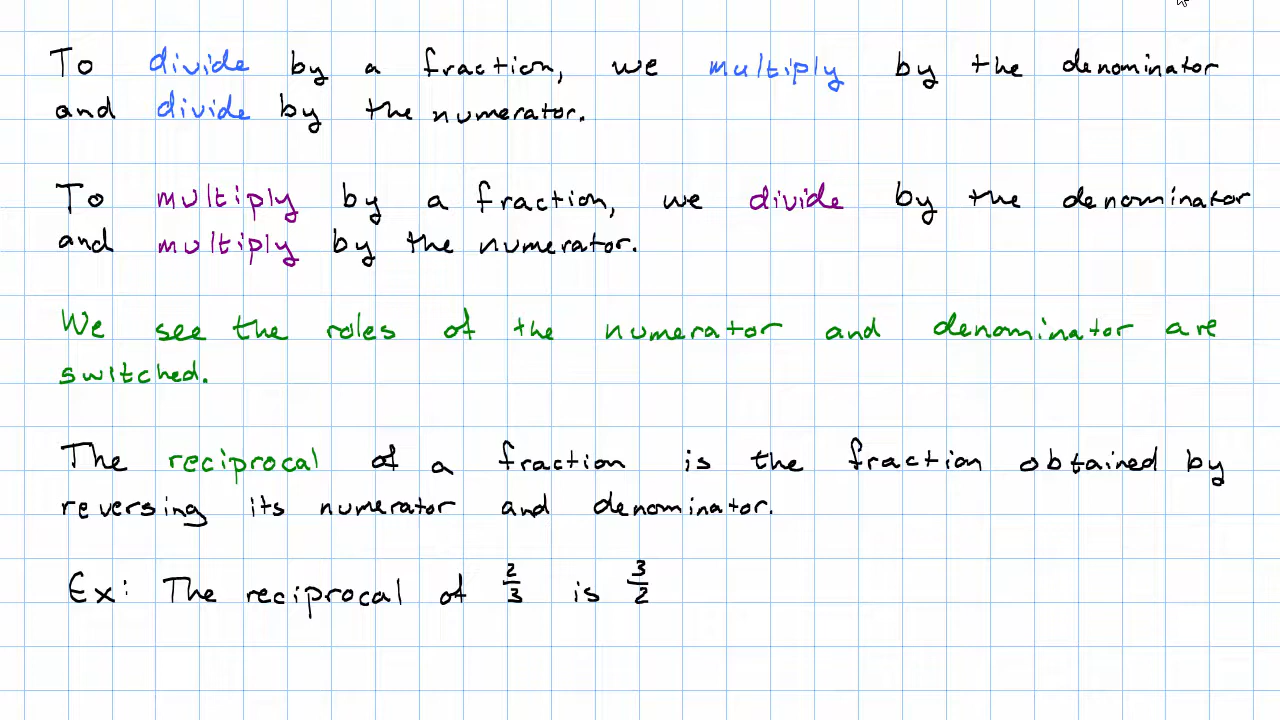 To divide by a fraction, we multiply by the denominator
and divide by the numerator.
To multiply by a fraction, we divide by the denominator
and multiply by the numerator.
We see the roles of the numerator and denominator are
switched.
The reciprocal of a fraction is the fraction obtained by
reversing its numerator and denominator.
Ex: The reciprocal of 2/3 is 3/2